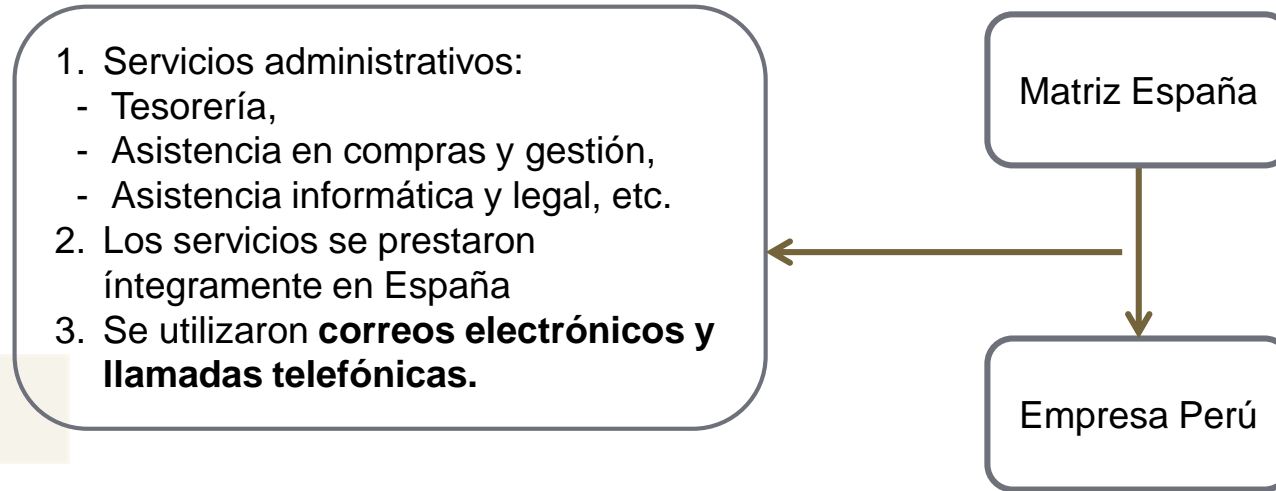 1. Servicios administrativos:
- Tesorería,
- Asistencia en compras y gestión,
- Asistencia informática y legal, etc.
2. Los servicios se prestaron
íntegramente en España
3. Se utilizaron correos electrónicos y
llamadas telefónicas.
Matriz España
Empresa Perú